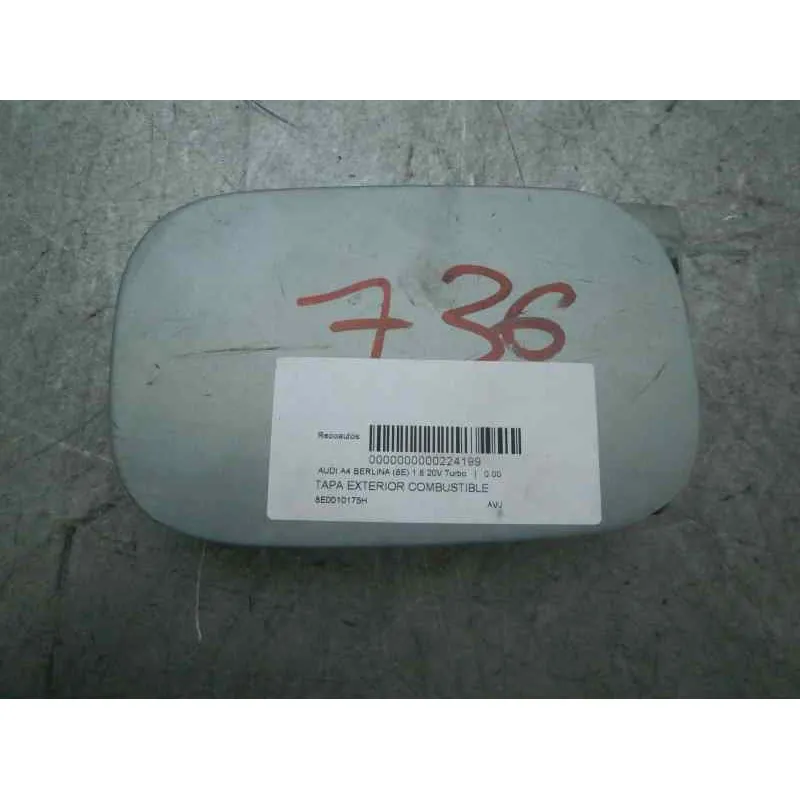 736
Recoautos
0000000000224199
AUDI A4 BERLINA (8E) 1.8 20V Turbo | 0.00
TAPA EXTERIOR COMBUSTIBLE
8E0010175H
AVJ